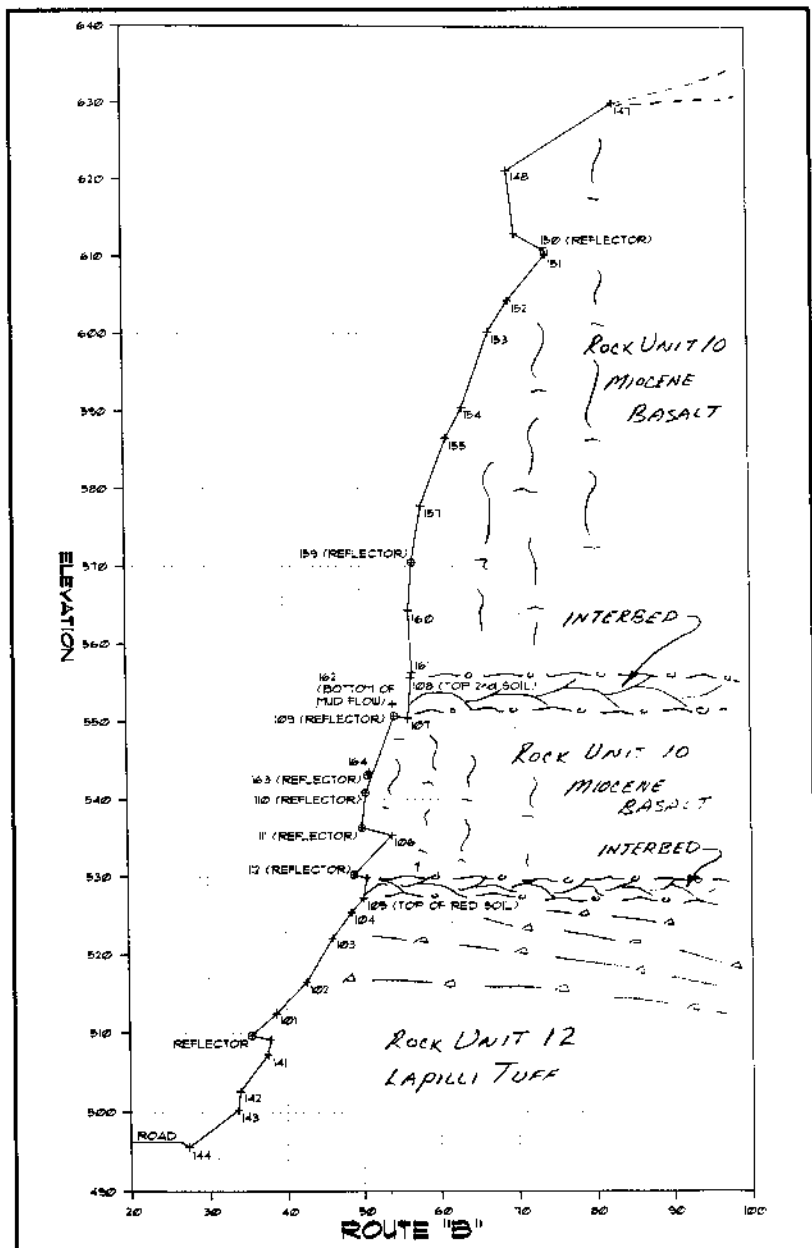 640
630
620
610
600
590
580
570
560
550
540
530
520
510
500
490
ELEVATION
147
148
150 (REFLECTOR)
151
152
153
154
155
157
159 (REFLECTOR)
160
161
162
(BOTTOM OF
MUD FLOW)
108 (TOP 2nd SOIL)
109 (REFLECTOR)
107
164
163 (REFLECTOR)
110 (REFLECTOR)
111 (REFLECTOR)
106
112 (REFLECTOR)
105 (TOP OF RED SOIL)
104
103
102
101
REFLECTOR
141
142
143
ROAD
144
ROCK UNIT 10
MIOCENE
BASALT
INTERBED
ROCK UNIT 10
MIOCENE
BASALT
INTERBED
ROCK UNIT 12
LAPILLI TUFF
20 30 40 50 60 70 80 90 100
ROUTE "B"